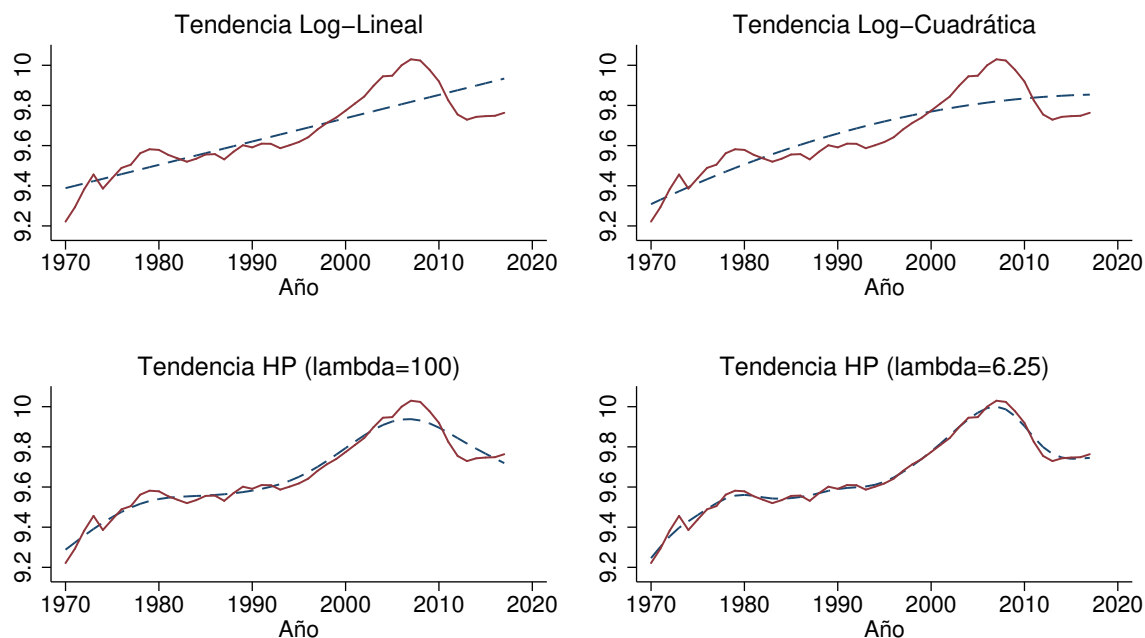 Tendencia Log−Lineal
10
9.8
9.6
9.4
9.2
1970 1980 1990 2000 2010 2020
Año
Tendencia Log−Cuadrática
10
9.8
9.6
9.4
9.2
1970 1980 1990 2000 2010 2020
Año
Tendencia HP (lambda=100)
10
9.8
9.6
9.4
9.2
1970 1980 1990 2000 2010 2020
Año
Tendencia HP (lambda=6.25)
10
9.8
9.6
9.4
9.2
1970 1980 1990 2000 2010 2020
Año